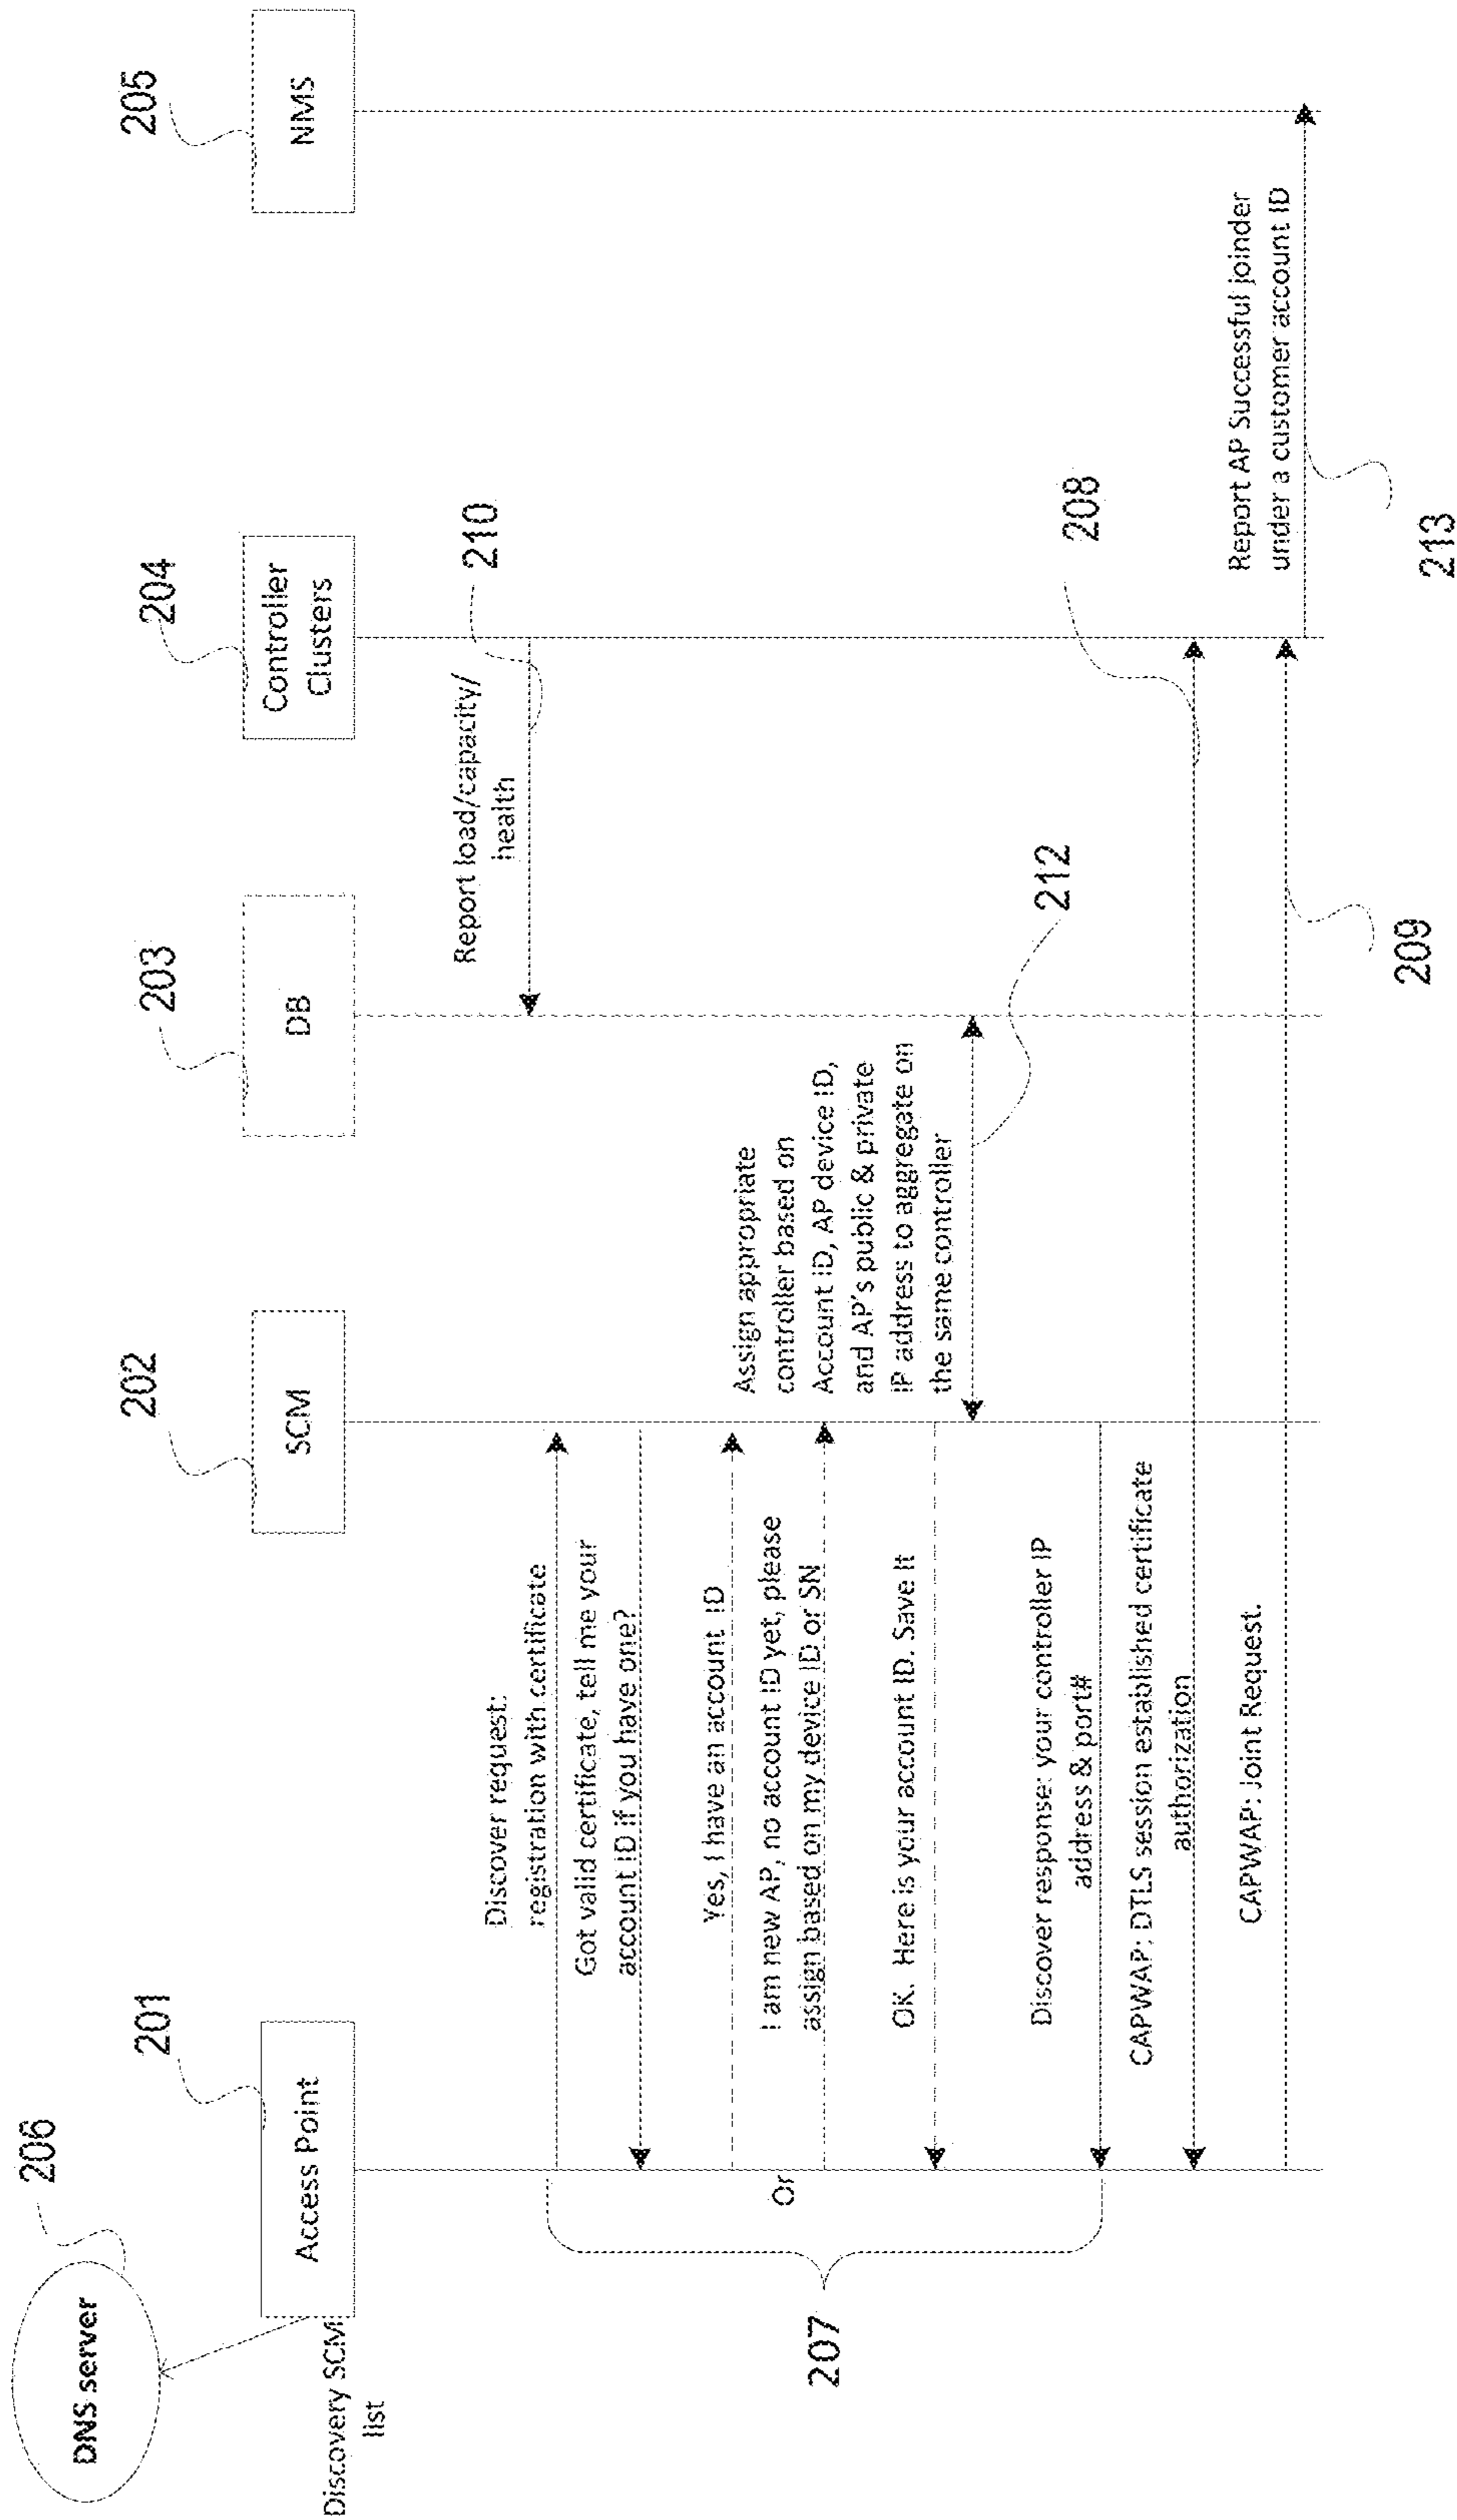 206
DNS server
201
202
203
204
205
Access Point
SCM
DB
Controller
Clusters
NMS
Discovery SCM
list
Report load/capacity/
health
210
Discover request:
registration with certificate
Got valid certificate, tell me your
account ID if you have one?
Yes, I have an account ID
Or
I am new AP, no account ID yet, please
assign based on my device ID or SN
207
OK. Here is your account ID. Save It
Assign appropriate
controller based on
Account ID, AP device ID,
and AP's public & private
IP address to aggregate on
the same controller
212
Discover response: your controller IP
address & port#
CAPWAP: DTLS session established certificate
authorization
208
CAPWAP: Joint Request.
209
Report AP Successful joinder
under a customer account ID
213